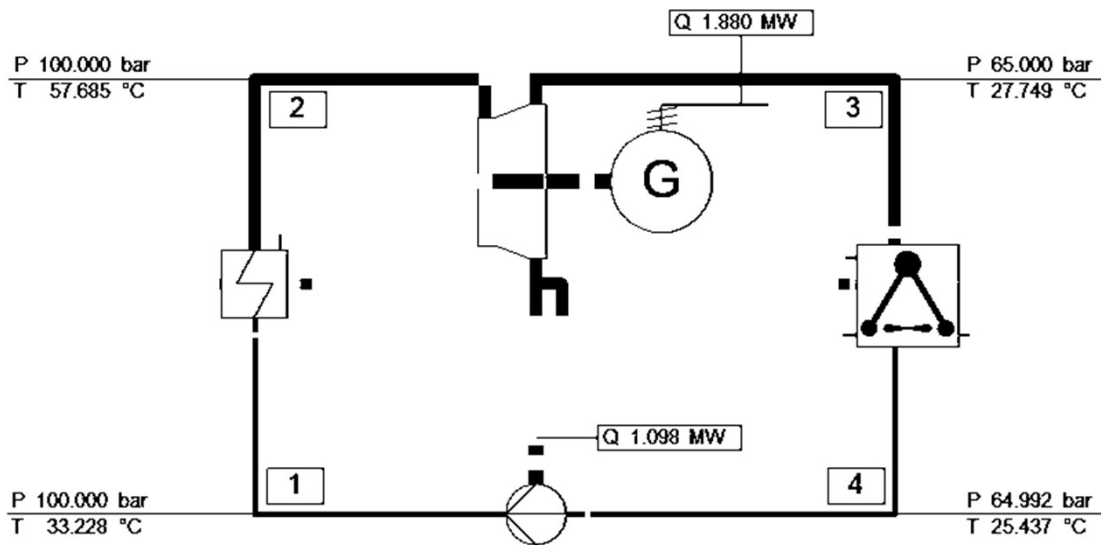 Q 1.880 MW
P 100.000 bar
T 57.685 °C
P 65.000 bar
T 27.749 °C
2
3
G
Q 1.098 MW
1
4
P 100.000 bar
T 33.228 °C
P 64.992 bar
T 25.437 °C